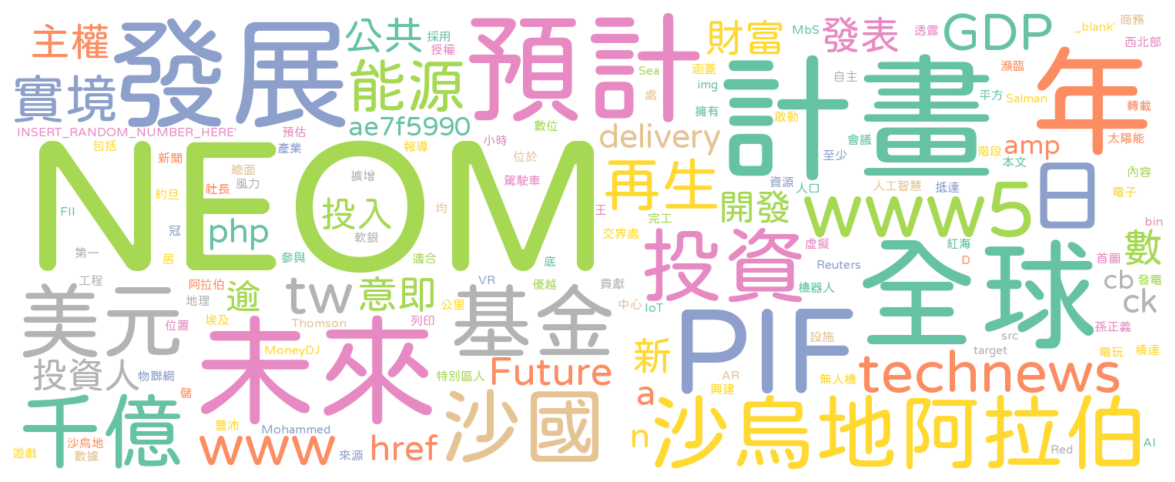 主權
發展
公共
採用
授權
預計
財富
MbS
發表
透露
GDP
_blank'
商務
西北部
實境
能源
Sea
涵蓋
img
處
擁有
計畫
自主
瀕臨
平方
Salman
年
轉載
太陽能
INSERT_RANDOM_NUMBER_HERE'
預估
ae7f5990
小時
數位
delivery
啟動
會議
階段
amp
包括
新聞
產業
報導
位於
至少
本文
NEOM
總面
風力
社長
擴增
投入
軟銀
駕駛車
再生
資源
人口
人工智慧
抵達
內容
電子
約旦
FII
冠
php
均
王
完工
開發
www5
日
bin
第一
居
參與
適合
底
交界處
投資
虛擬
全球
紅海
D
首圖
數
工程
阿拉伯
地理
逾
tw
意即
VR
優越
貢獻
Reuters
機器人
cb
發電
ck
美元
位置
埃及
Thomson
公里
列印
基金
中心
IoT
PIF
設施
src
孫正義
投資人
物聯網
儲
未來
MoneyDJ
特別區人
Future
新
AR
興建
無人機
target
technews
電玩
積達
a
千億
沙烏地
數據
遊戲
豐沛
www
Mohammed
來源
href
沙國
n
沙烏地阿拉伯
Red
AI